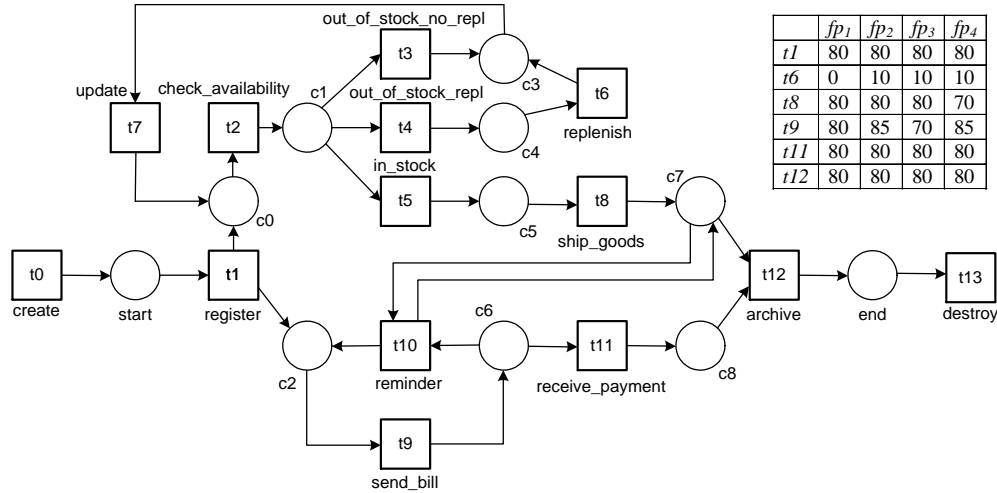 out_of_stock_no_repl
t3
c3
fp1 fp2 fp3 fp4
t1 80 80 80 80
t6 0 10 10 10
t8 80 80 80 70
t9 80 85 70 85
t11 80 80 80 80
t12 80 80 80 80
update
t7
check_availability
t2
c1
out_of_stock_repl
t4
c4
t6
replenish
in_stock
t5
c5
t8
ship_goods
c7
c0
t0
create
start
t1
register
t12
archive
end
t13
destroy
c2
t10
reminder
c6
t11
receive_payment
c8
t9
send_bill